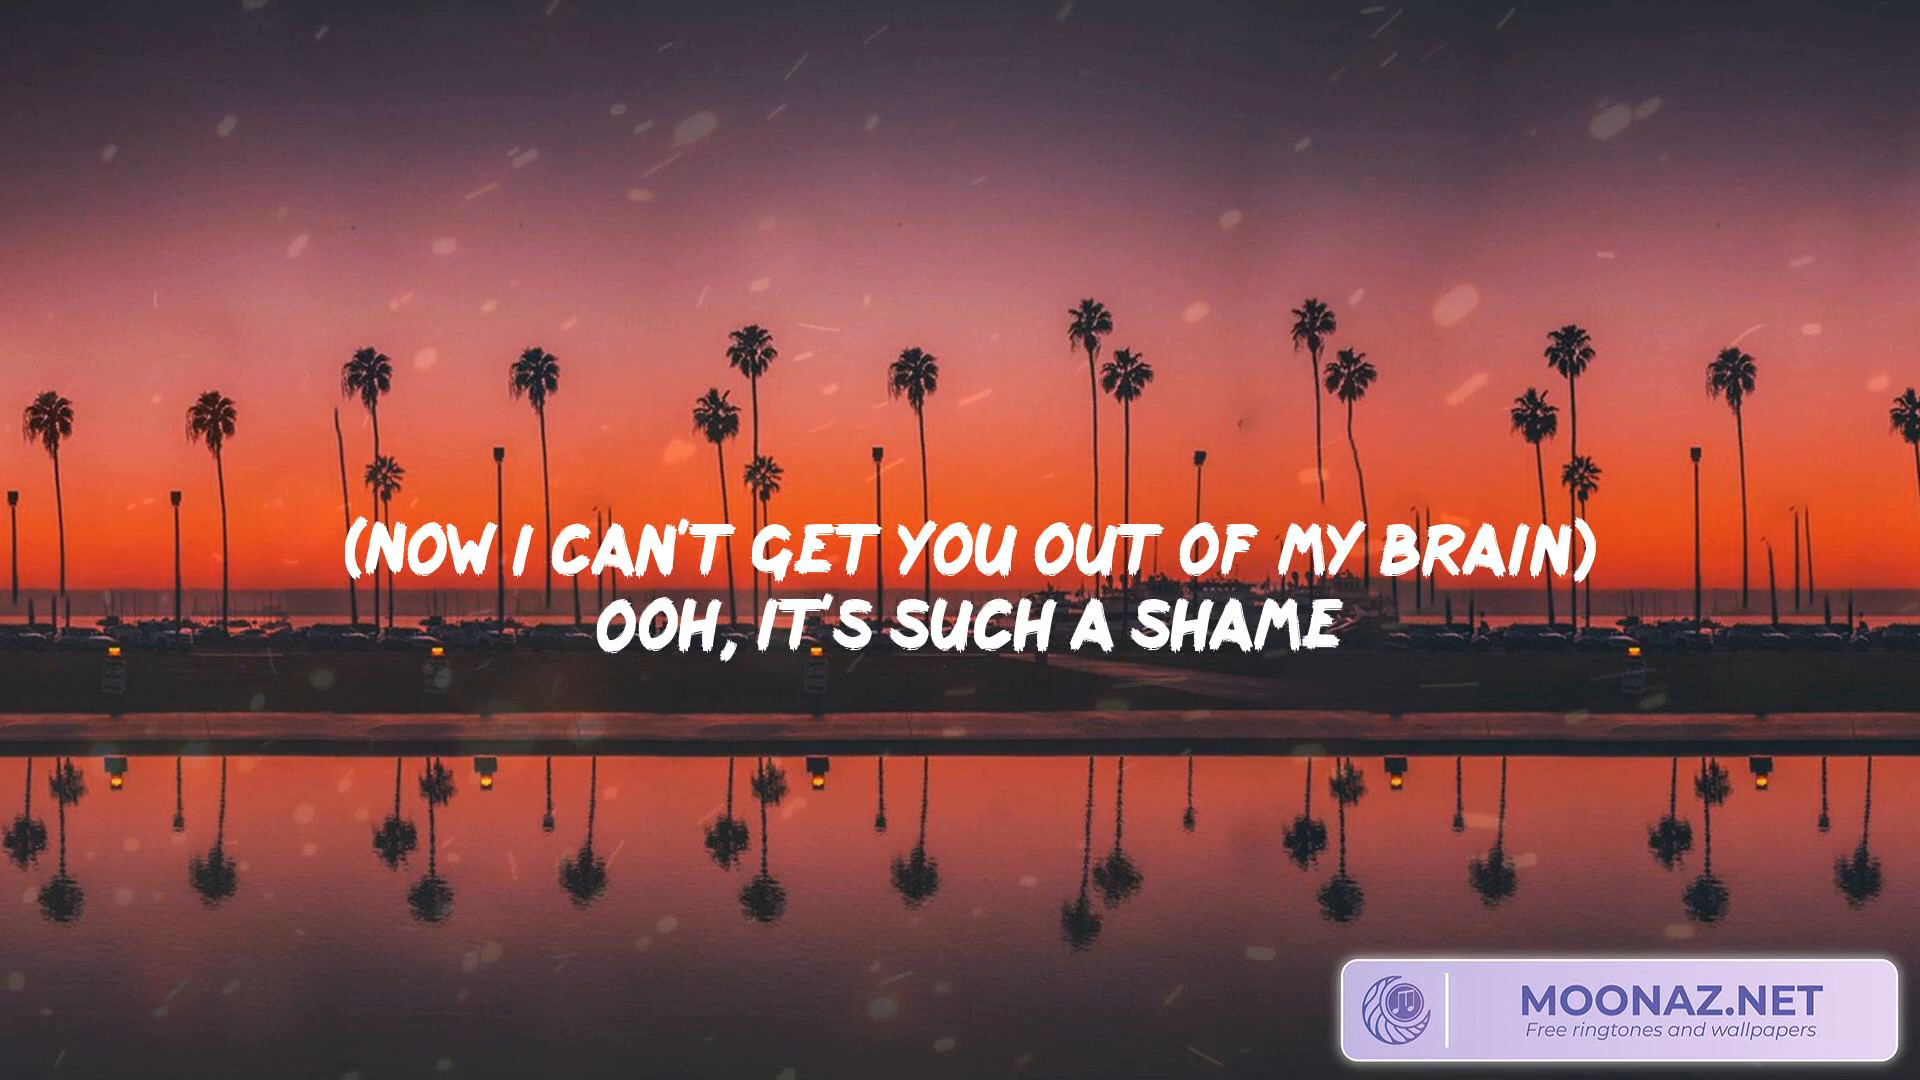 (NOW I CAN'T GET YOU OUT OF MY BRAIN)
OOH, IT'S SUCH A SHAME
MOONAZ.NET
Free ringtones and wallpapers